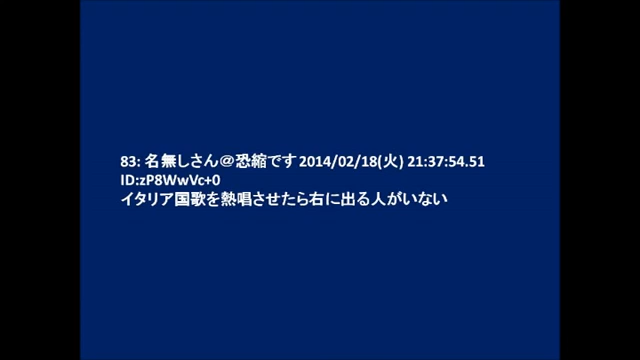 83: 名無しさん＠恐縮です 2014/02/18(火) 21:37:54.51
ID:zP8WwVc+0
イタリア国歌を熱唱させたら右に出る人がいない